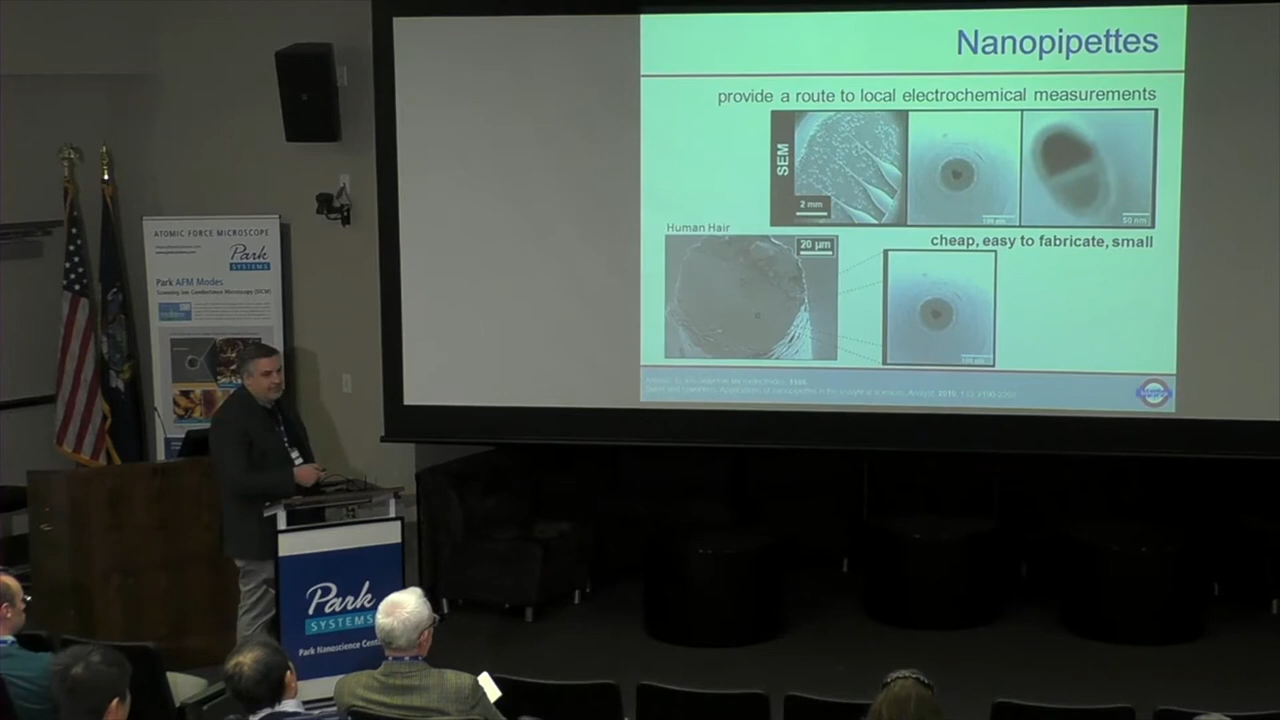 Nanopipettes
provide a route to local electrochemical measurements
SEM
2 mm
50 nm
Human Hair
20 µm
cheap, easy to fabricate, small
ATOMIC FORCE MICROSCOPE
Park
SYSTEMS
Park AFM Modes
Scanning Ion Conductance Microscopy (SICM)
Park
SYSTEMS
Park Nanoscience